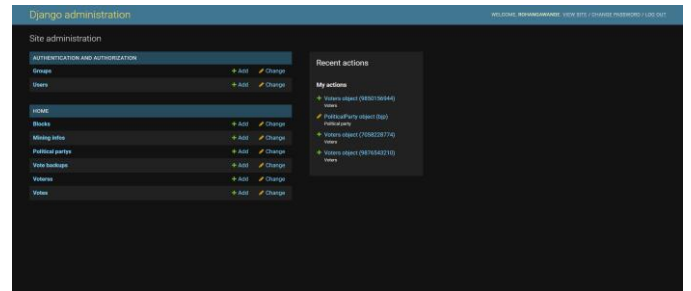 Django administration
WELCOME, ROHANGAWANDE. VIEW SITE / CHANGE PASSWORD / LOG OUT
Site administration
AUTHENTICATION AND AUTHORIZATION
Groups + Add Change
Users + Add Change
HOME
Blocks + Add Change
Mining infos + Add Change
Political partys + Add Change
Vote backups + Add Change
Voterss + Add Change
Votes + Add Change
Recent actions
My actions
+ Voters object (9850156944)
Voters
PoliticalParty object (bjp)
Political party
+ Voters object (7058228774)
Voters
+ Voters object (9876543210)
Voters